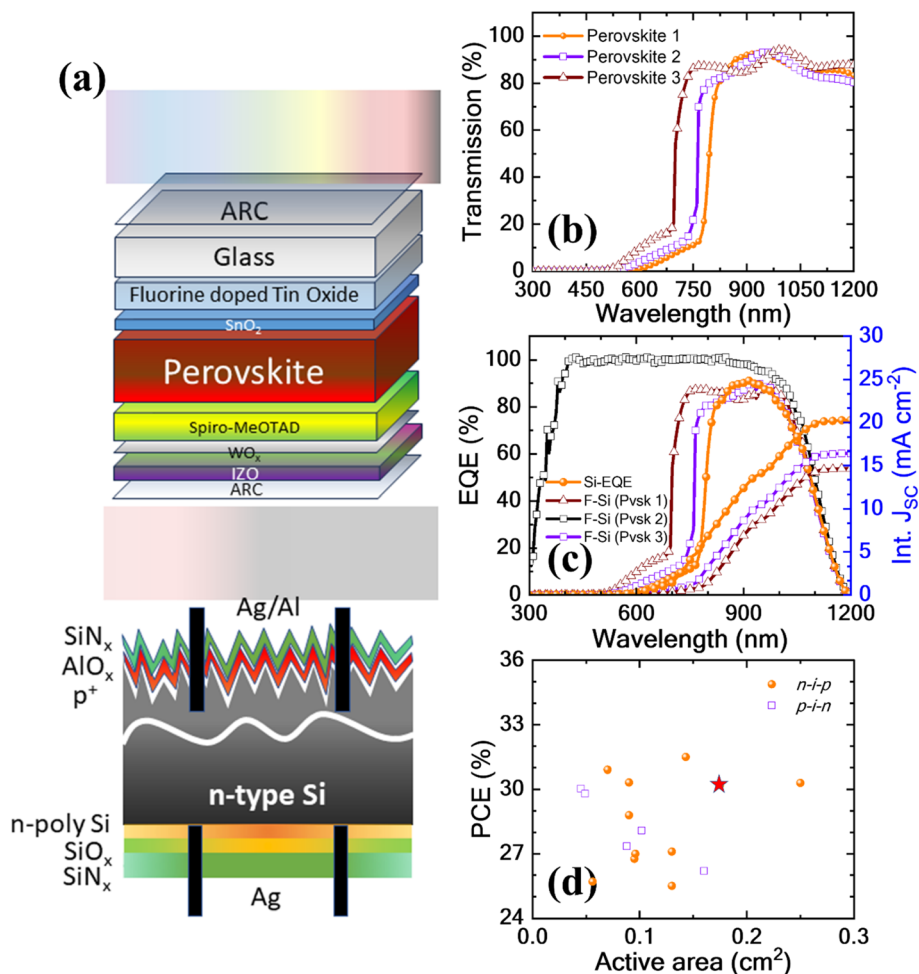 (a)
ARC
Glass
Fluorine doped Tin Oxide
SnO₂
Perovskite
Spiro-MeOTAD
WOₓ
IZO
ARC
Ag/Al
SiNₓ
AlOₓ
p⁺
n-type Si
n-poly Si
SiOₓ
SiNₓ
Ag
Transmission (%)
100
80
60
40
20
0
Perovskite 1
Perovskite 2
Perovskite 3
(b)
300 450 600 750 900 1050 1200
Wavelength (nm)
EQE (%)
100
80
60
40
20
0
Si-EQE
F-Si (Pvsk 1)
F-Si (Pvsk 2)
F-Si (Pvsk 3)
(c)
30
25
20
15
10
5
0
Int. J_SC (mA cm⁻²)
300 600 900 1200
Wavelength (nm)
PCE (%)
36
33
30
27
24
n-i-p
p-i-n
(d)
0.0 0.1 0.2 0.3
Active area (cm²)